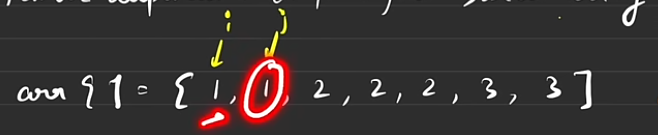 i j
arr [ ] = { 1, 1, 2, 2, 2, 3, 3 ]